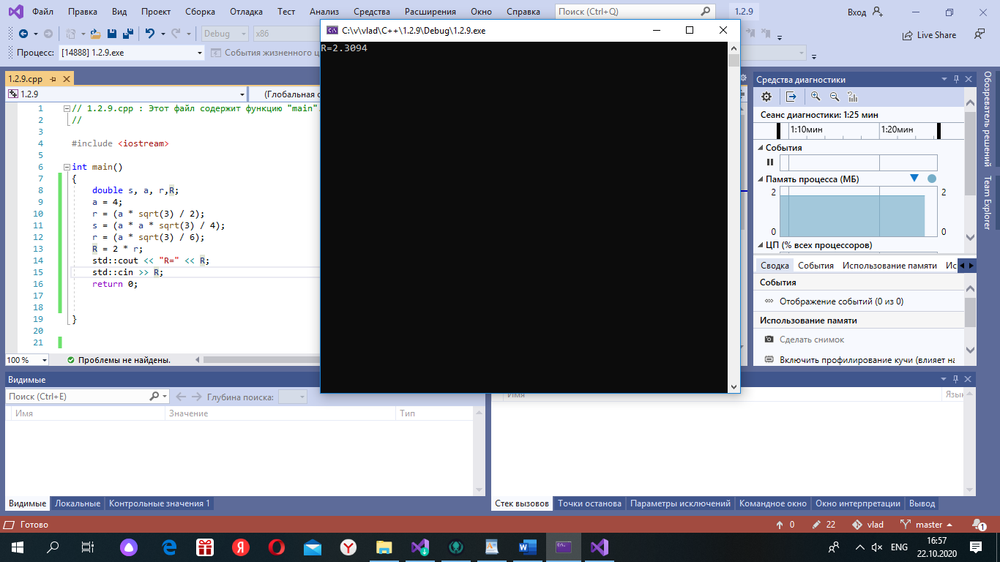 Файл Правка Вид Проект Сборка Отладка Тест Анализ Средства Расширения Окно Справка Поиск (Ctrl+Q) 1.2.9 Вход
Debug x86 Live Share
Процесс: [14888] 1.2.9.exe События жизненного ц
C:\v\vlad\C++\1.2.9\Debug\1.2.9.exe
R=2.3094
1.2.9.cpp
1.2.9 (Глобальная о
1 // 1.2.9.cpp : Этот файл содержит функцию "main".
2 //
3
4 #include <iostream>
5
6 int main()
7 {
8 double s, a, r,R;
9 a = 4;
10 r = (a * sqrt(3) / 2);
11 s = (a * a * sqrt(3) / 4);
12 r = (a * sqrt(3) / 6);
13 R = 2 * r;
14 std::cout << "R=" << R;
15 std::cin >> R;
16 return 0;
17
18
19 }
20
21
100 % Проблемы не найдены.
Средства диагностики
Сеанс диагностики: 1:25 мин
1:10мин 1:20мин
События
Память процесса (МБ)
2 2
0 0
ЦП (% всех процессоров)
Сводка События Использование памяти Ис
События
Отображение событий (0 из 0)
Использование памяти
Сделать снимок
Включить профилирование кучи (влияет на
Обозреватель решений
Team Explorer
Видимые
Поиск (Ctrl+E) Глубина поиска:
Имя Значение Тип
Имя Язык
Видимые Локальные Контрольные значения 1
Стек вызовов Точки останова Параметры исключений Командное окно Окно интерпретации Вывод
Готово 0 22 vlad master 1
ENG 16:57
22.10.2020